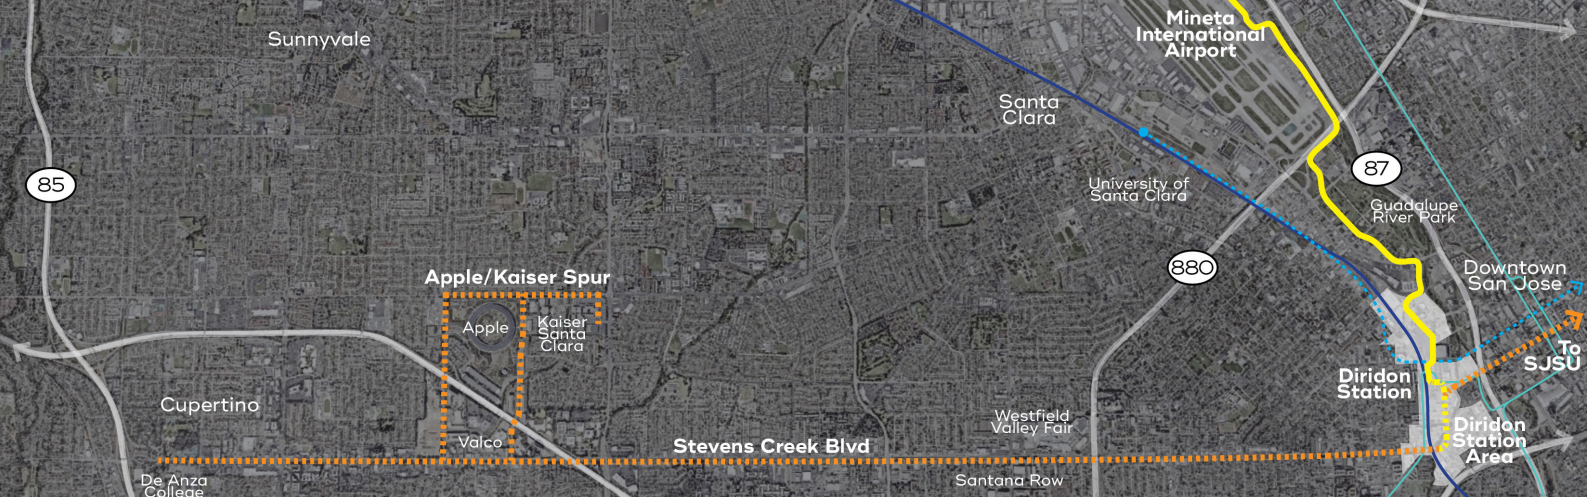 Mineta
International
Airport
Sunnyvale
Santa
Clara
85
87
University of
Santa Clara
Guadalupe
River Park
880
Downtown
San Jose
Apple/Kaiser Spur
Apple
Kaiser
Santa
Clara
To
SJSU
Diridon
Station
Cupertino
Westfield
Valley Fair
Valco
Stevens Creek Blvd
Diridon
Station
Area
De Anza
College
Santana Row